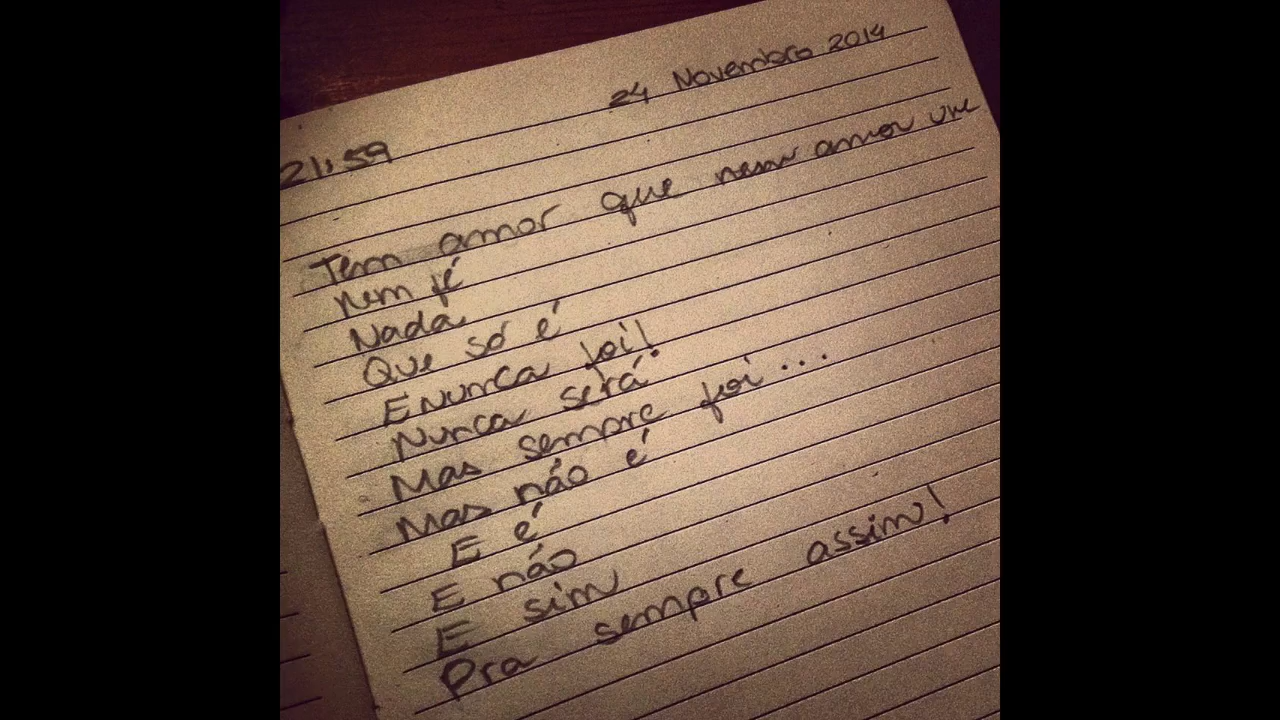 24 Novembro 2014
21:59
Tem amor que nem amor
nem fé
Nada
Que só é
E nunca foi!
Nunca será
Mas sempre foi...
Mas não é
E é
E não
E sim
Pra sempre assim!